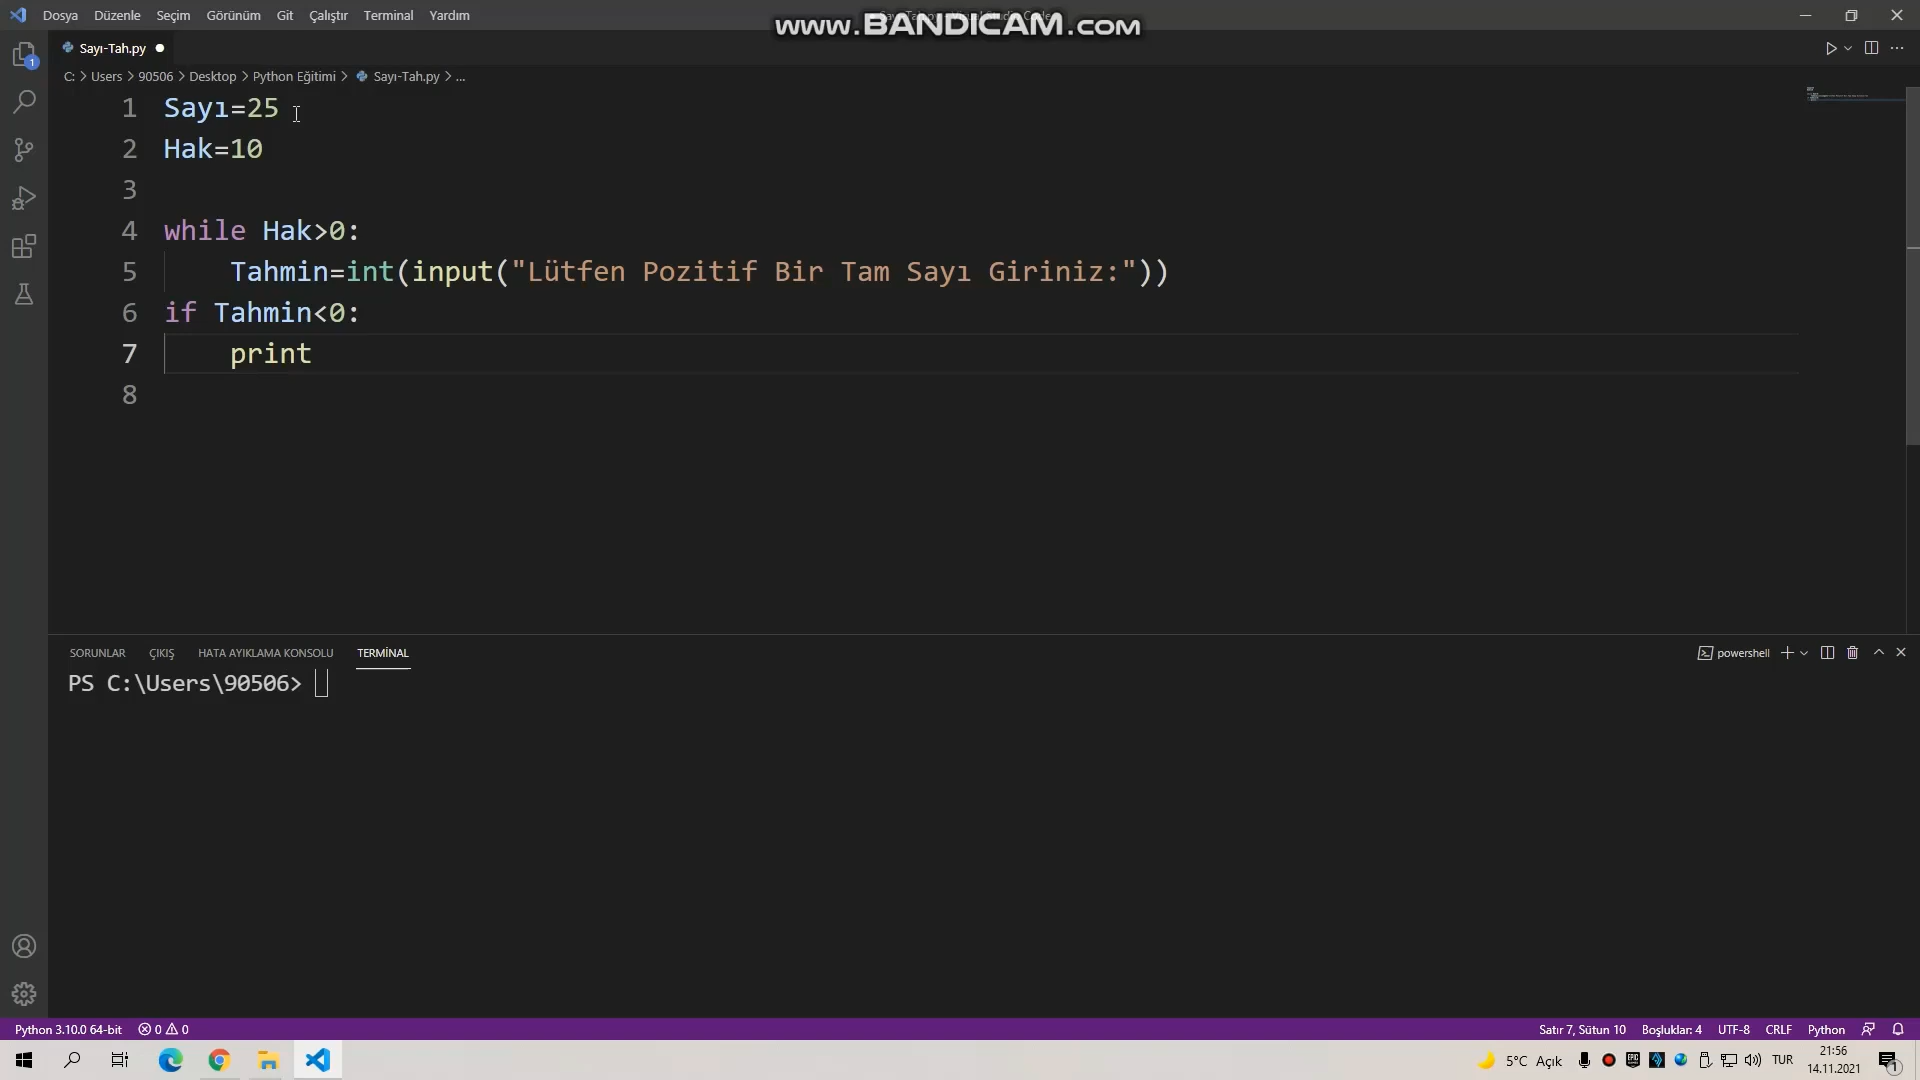 Dosya Düzenle Seçim Görünüm Git Çalıştır Terminal Yardım
www.BANDICAM.com
Sayı-Tah.py
C: > Users > 90506 > Desktop > Python Eğitimi > Sayı-Tah.py > ...
1 Sayı=25
2 Hak=10
3
4 while Hak>0:
5 Tahmin=int(input("Lütfen Pozitif Bir Tam Sayı Giriniz:"))
6 if Tahmin<0:
7 print
8
SORUNLAR ÇIKIŞ HATA AYIKLAMA KONSOLU TERMİNAL
powershell
PS C:\Users\90506>
Python 3.10.0 64-bit 0 0
Satır 7, Sütun 10 Boşluklar: 4 UTF-8 CRLF Python
5°C Açık
TUR
21:56
14.11.2021
1
1